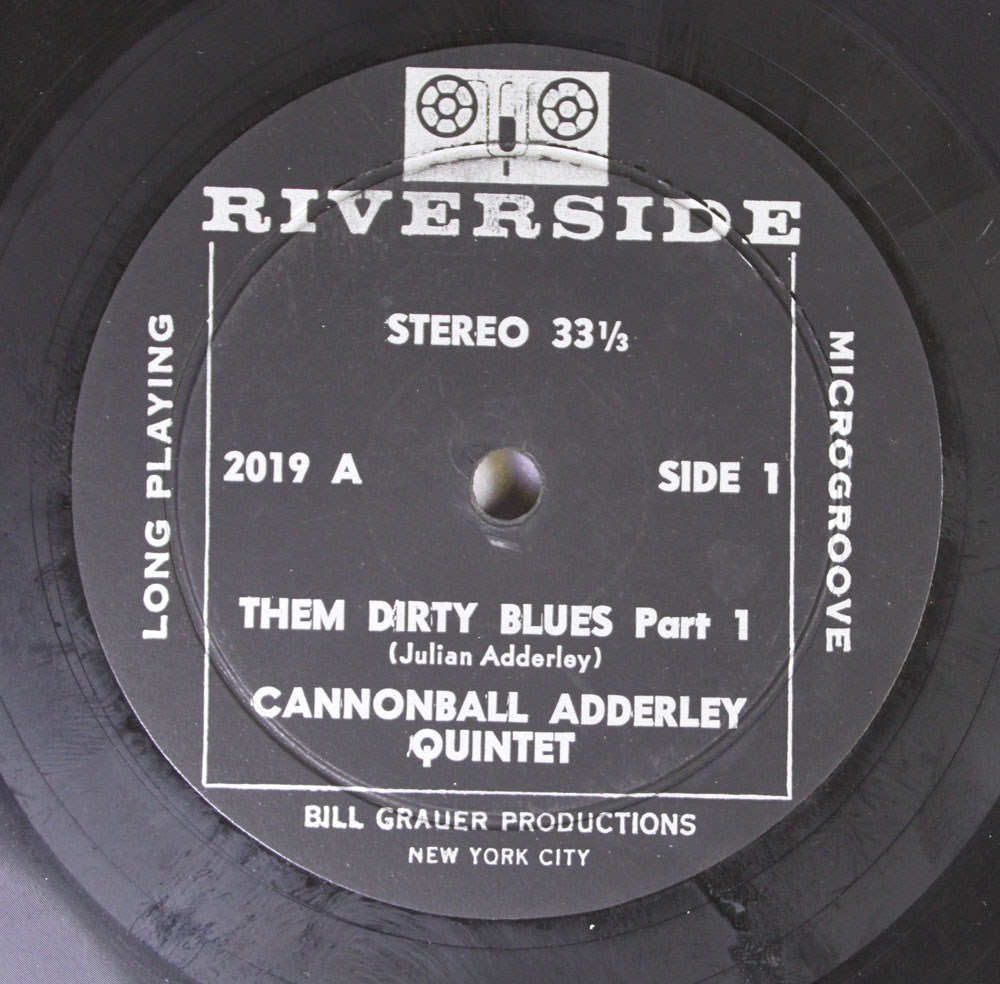 RIVERSIDE
STEREO 33⅓
2019 A
SIDE 1
LONG PLAYING
MICROGROOVE
THEM DIRTY BLUES Part 1
(Julian Adderley)
CANNONBALL ADDERLEY
QUINTET
BILL GRAUER PRODUCTIONS
NEW YORK CITY